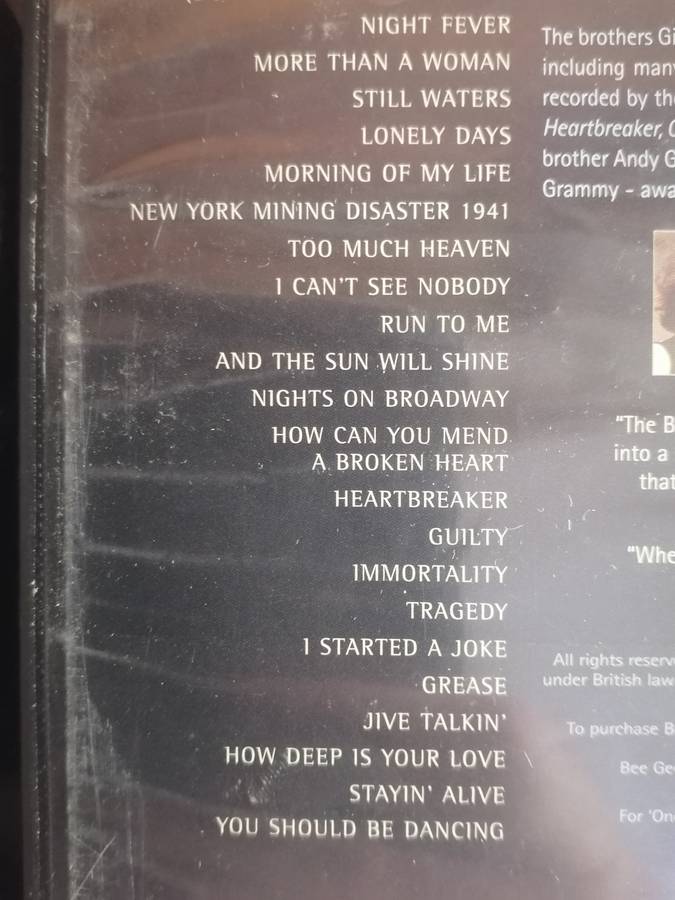 NIGHT FEVER
MORE THAN A WOMAN
STILL WATERS
LONELY DAYS
MORNING OF MY LIFE
NEW YORK MINING DISASTER 1941
TOO MUCH HEAVEN
I CAN'T SEE NOBODY
RUN TO ME
AND THE SUN WILL SHINE
NIGHTS ON BROADWAY
HOW CAN YOU MEND
A BROKEN HEART
HEARTBREAKER
GUILTY
IMMORTALITY
TRAGEDY
I STARTED A JOKE
GREASE
JIVE TALKIN'
HOW DEEP IS YOUR LOVE
STAYIN' ALIVE
YOU SHOULD BE DANCING
The brothers Gi
including many
recorded by the
Heartbreaker,
brother Andy G
Grammy - awa
"The B
into a
that
"Whe
All rights reserve
under British law
To purchase B
Bee Ge
For 'On